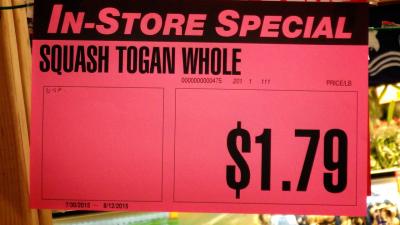 IN-STORE SPECIAL
SQUASH TOGAN WHOLE
0000000000475 201 1 111
PRICE/LB
$1.79
7/30/2015 - 8/12/2015